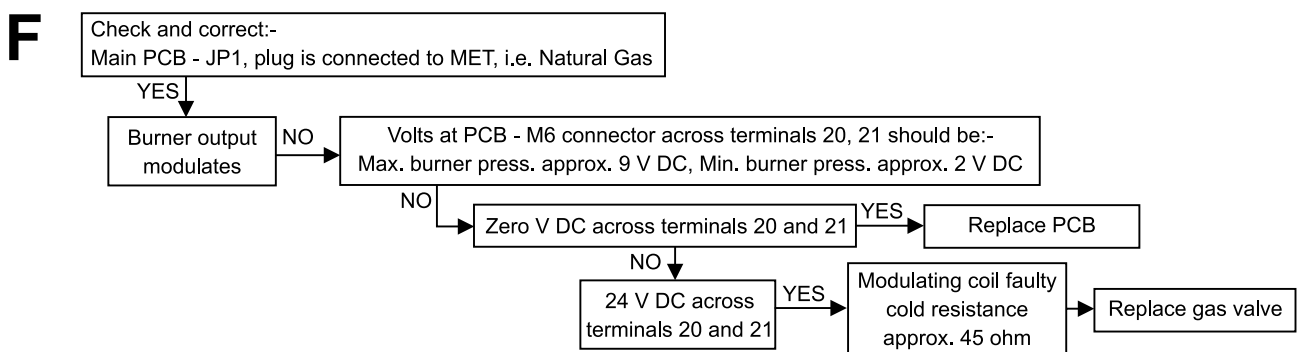 F
Check and correct:-
Main PCB - JP1, plug is connected to MET, i.e. Natural Gas
YES
Burner output
modulates
NO
Volts at PCB - M6 connector across terminals 20, 21 should be:-
Max. burner press. approx. 9 V DC, Min. burner press. approx. 2 V DC
NO
Zero V DC across terminals 20 and 21
YES
Replace PCB
NO
24 V DC across
terminals 20 and 21
YES
Modulating coil faulty
cold resistance
approx. 45 ohm
Replace gas valve